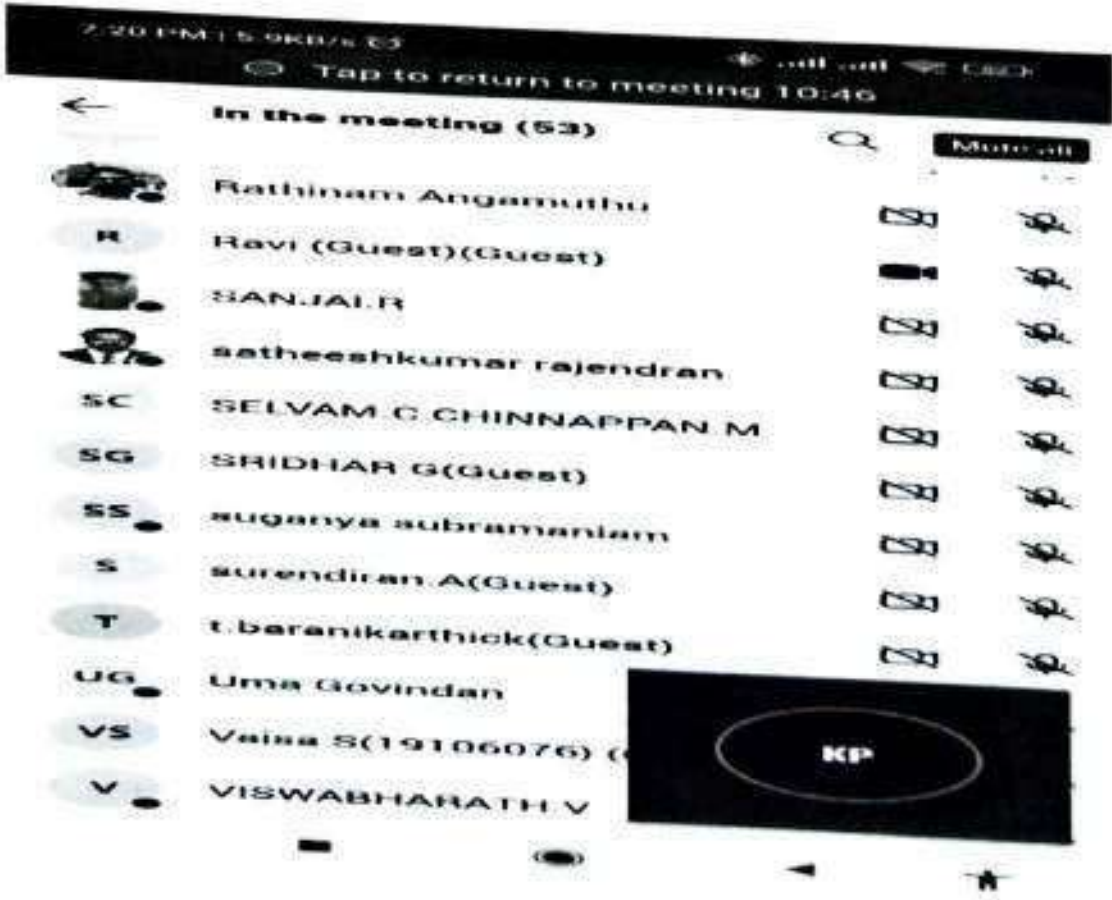 7:20 PM | 5.9KB/s
Tap to return to meeting 10:46
In the meeting (53)
Mute all
Rathinam Angamuthu
R
Ravi (Guest)(Guest)
SANJAI.R
satheeshkumar rajendran
SC
SELVAM.C.CHINNAPPAN.M
SG
SRIDHAR G(Guest)
SS
suganya subramaniam
S
surendiran.A(Guest)
T
t.baranikarthick(Guest)
UG
Uma Govindan
VS
Vaisa S(19106076) (
KP
V
VISWABHARATH.V